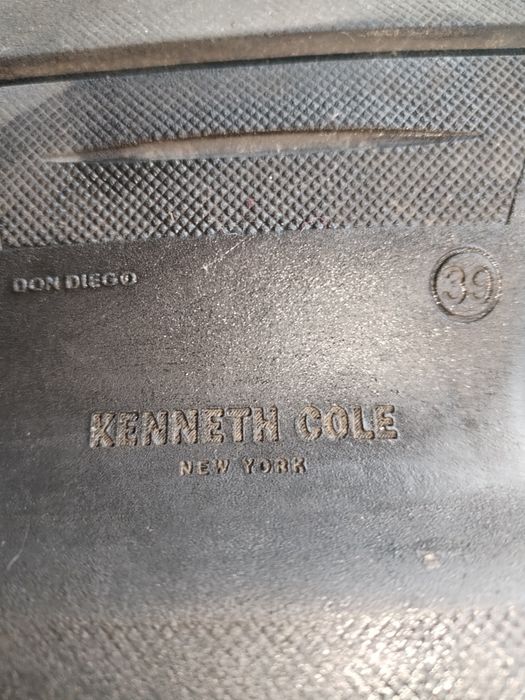 DON DIEGO
39
KENNETH COLE
NEW YORK